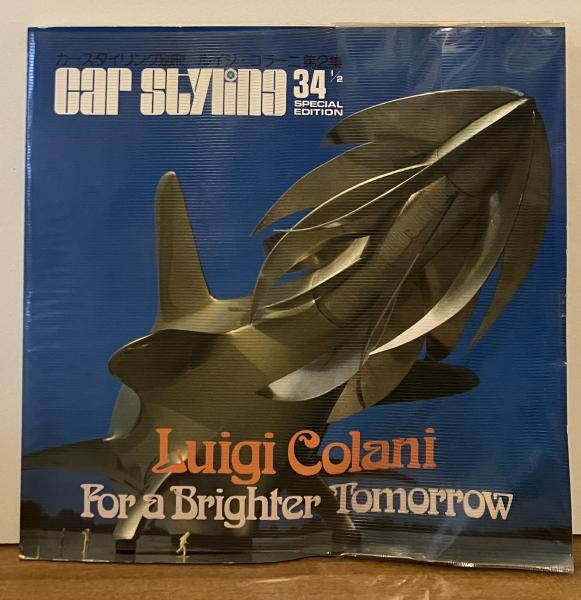 カースタイリング別冊 ルイジ・コラーニ 第2集
car styling 34 1/2
SPECIAL
EDITION
Luigi Colani
For a Brighter Tomorrow